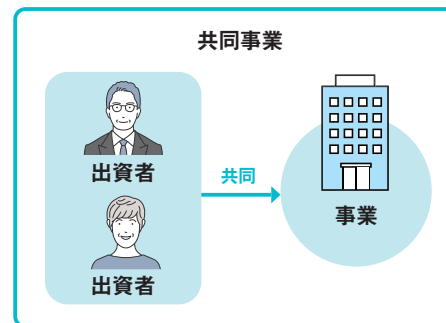 共同事業
出資者
共同
出資者
事業